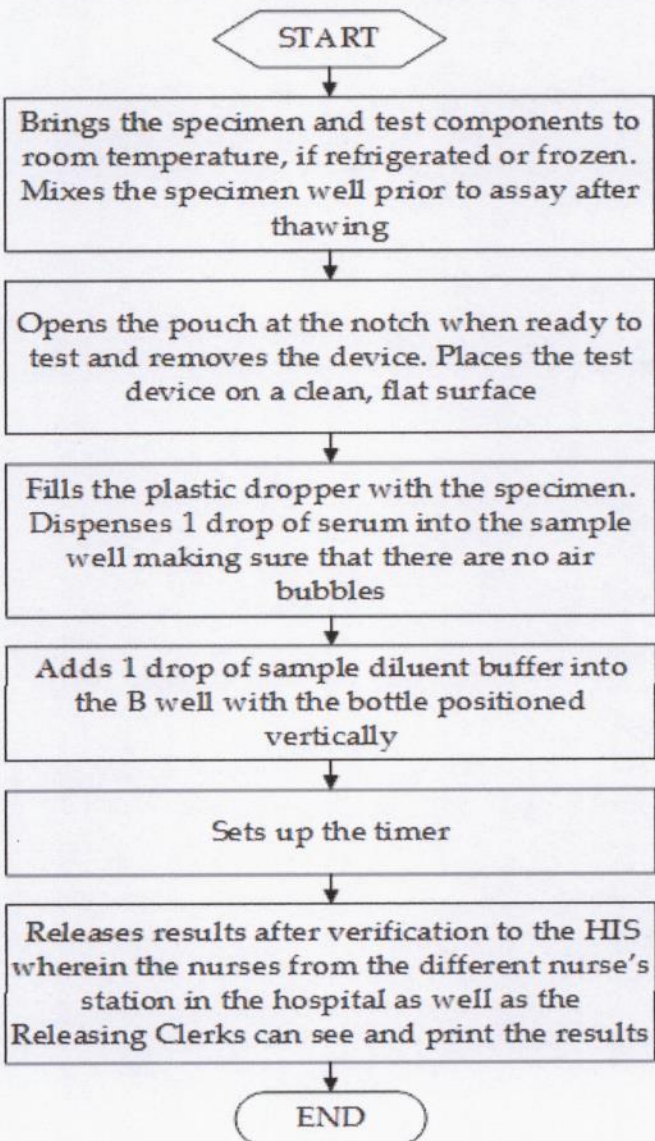 START
Brings the specimen and test components to
room temperature, if refrigerated or frozen.
Mixes the specimen well prior to assay after
thawing
Opens the pouch at the notch when ready to
test and removes the device. Places the test
device on a clean, flat surface
Fills the plastic dropper with the specimen.
Dispenses 1 drop of serum into the sample
well making sure that there are no air
bubbles
Adds 1 drop of sample diluent buffer into
the B well with the bottle positioned
vertically
Sets up the timer
Releases results after verification to the HIS
wherein the nurses from the different nurse's
station in the hospital as well as the
Releasing Clerks can see and print the results
END